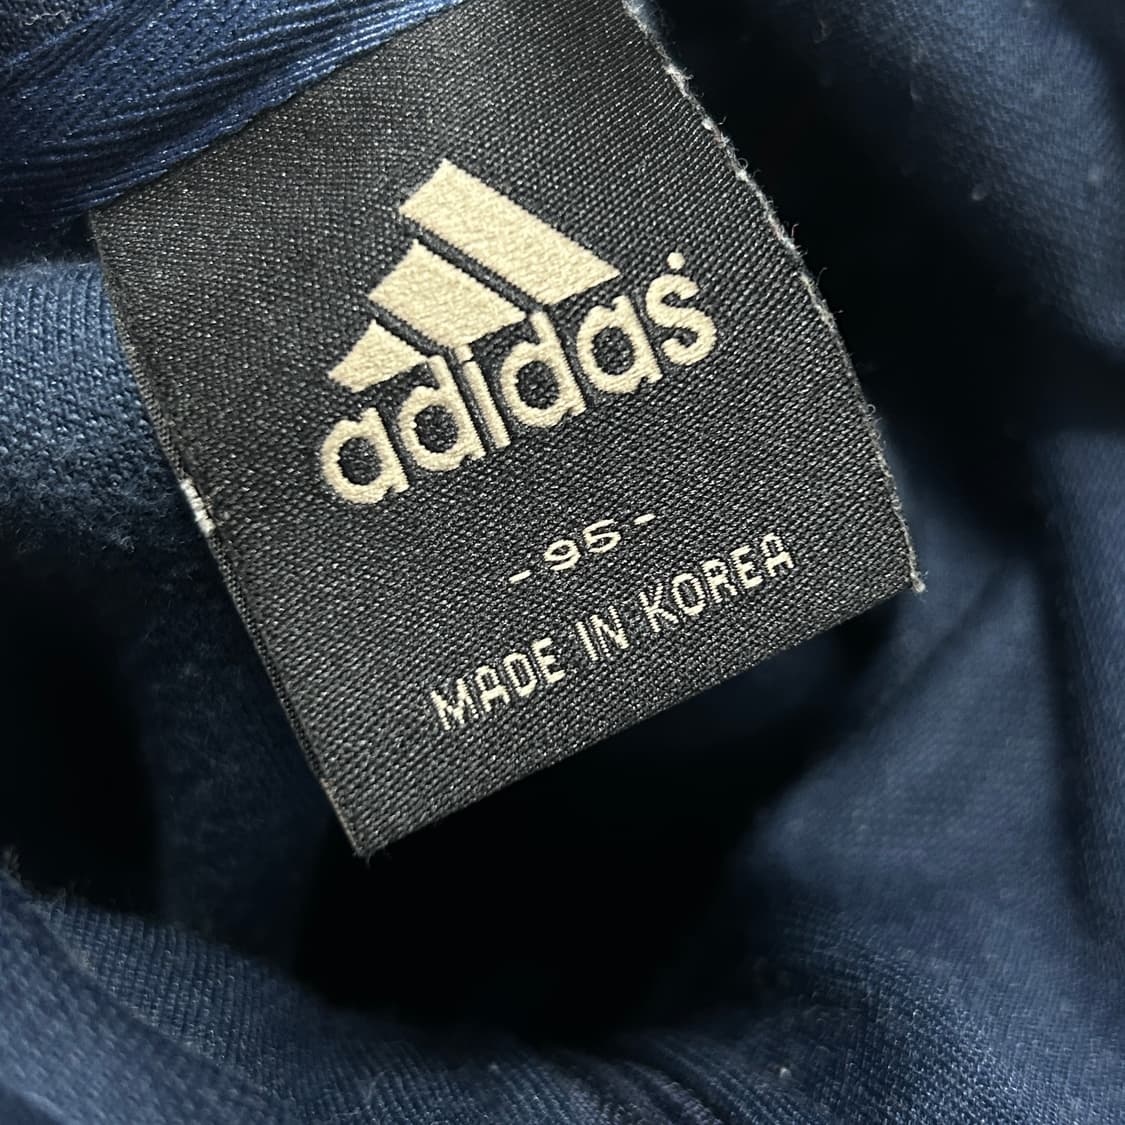 adidas
-95-
MADE IN KOREA